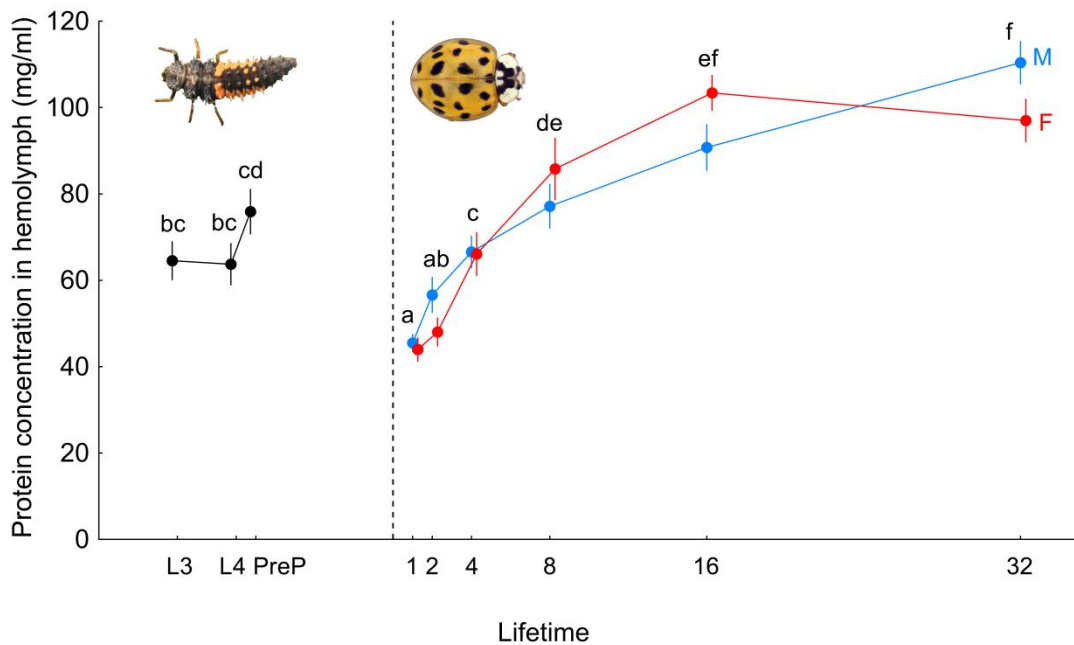 Protein concentration in hemolymph (mg/ml)
120
100
80
60
40
20
0
bc
bc
cd
a
ab
c
de
ef
f
M
F
L3
L4
PreP
1
2
4
8
16
32
Lifetime